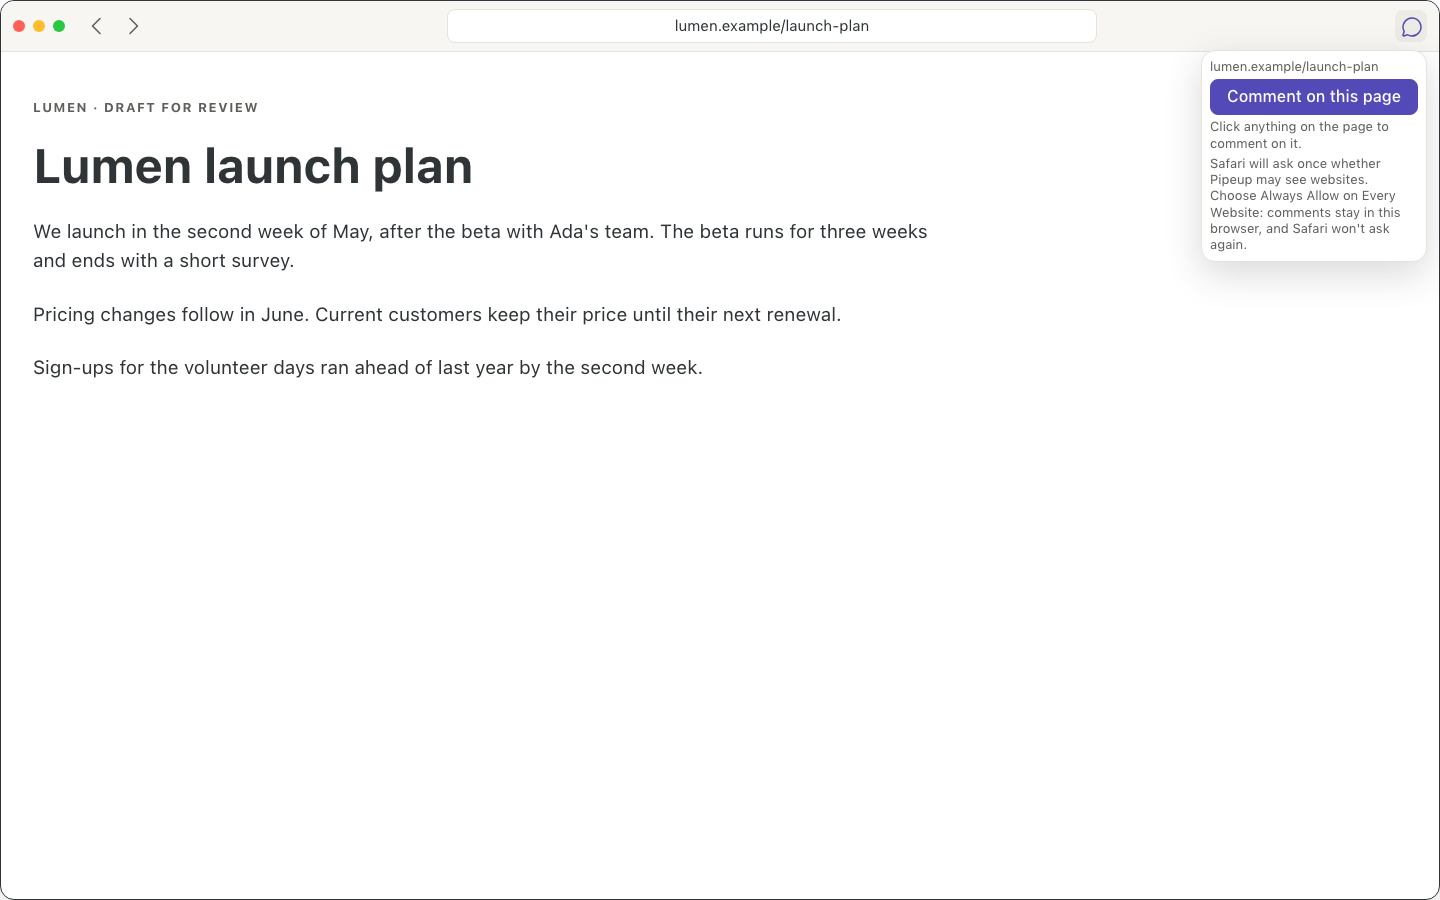 lumen.example/launch-plan
lumen.example/launch-plan
Comment on this page
Click anything on the page to
comment on it.
Safari will ask once whether
Pipeup may see websites.
Choose Always Allow on Every
Website: comments stay in this
browser, and Safari won't ask
again.
LUMEN · DRAFT FOR REVIEW
Lumen launch plan
We launch in the second week of May, after the beta with Ada's team. The beta runs for three weeks
and ends with a short survey.
Pricing changes follow in June. Current customers keep their price until their next renewal.
Sign-ups for the volunteer days ran ahead of last year by the second week.